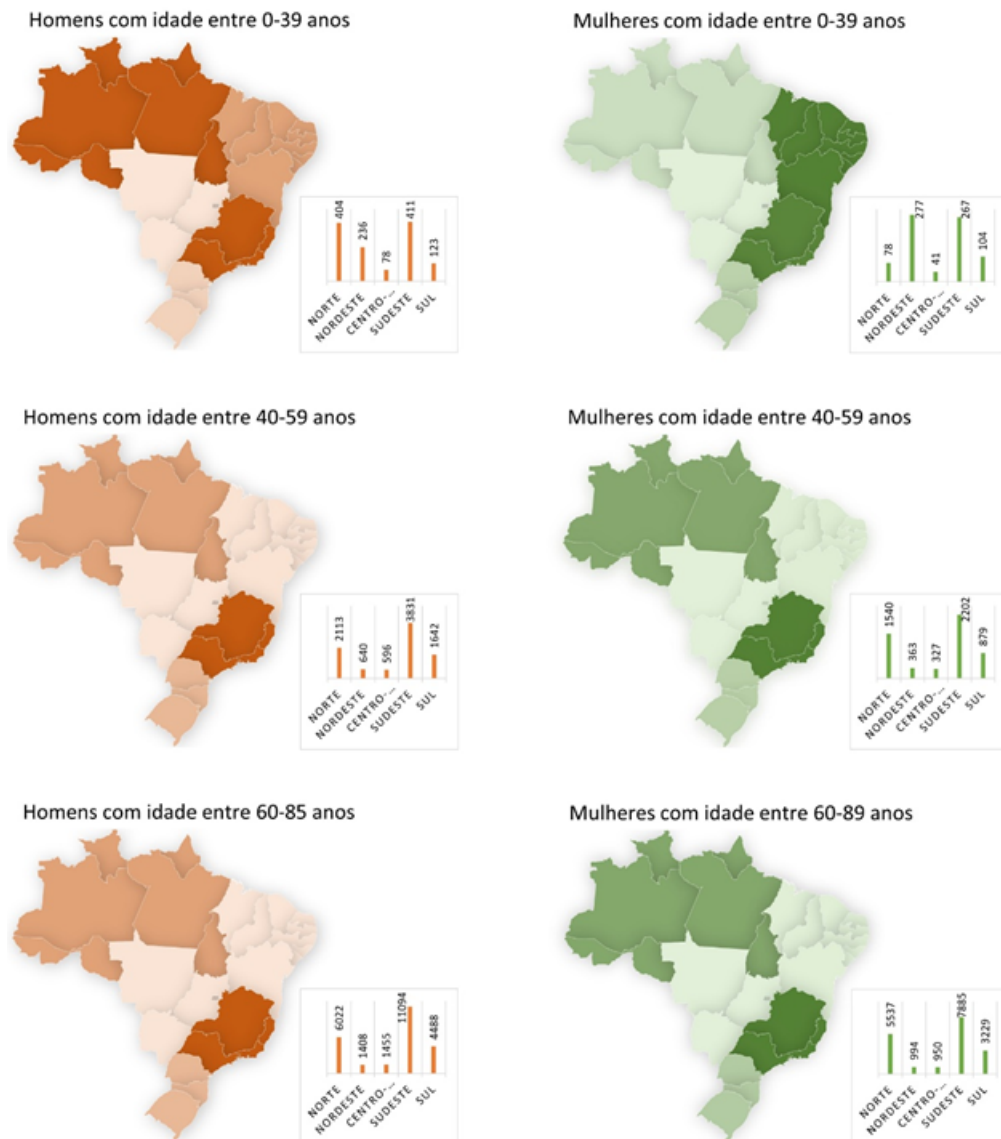 Homens com idade entre 0-39 anos
404
236
78
411
123
NORTE
NORDESTE
CENTRO-...
SUDESTE
SUL
Mulheres com idade entre 0-39 anos
78
277
41
267
104
NORTE
NORDESTE
CENTRO-...
SUDESTE
SUL
Homens com idade entre 40-59 anos
2113
640
596
3831
1642
NORTE
NORDESTE
CENTRO-...
SUDESTE
SUL
Mulheres com idade entre 40-59 anos
1540
363
327
2202
879
NORTE
NORDESTE
CENTRO-...
SUDESTE
SUL
Homens com idade entre 60-85 anos
6022
1408
1455
11094
4488
NORTE
NORDESTE
CENTRO-...
SUDESTE
SUL
Mulheres com idade entre 60-89 anos
5537
994
950
7885
3229
NORTE
NORDESTE
CENTRO-...
SUDESTE
SUL